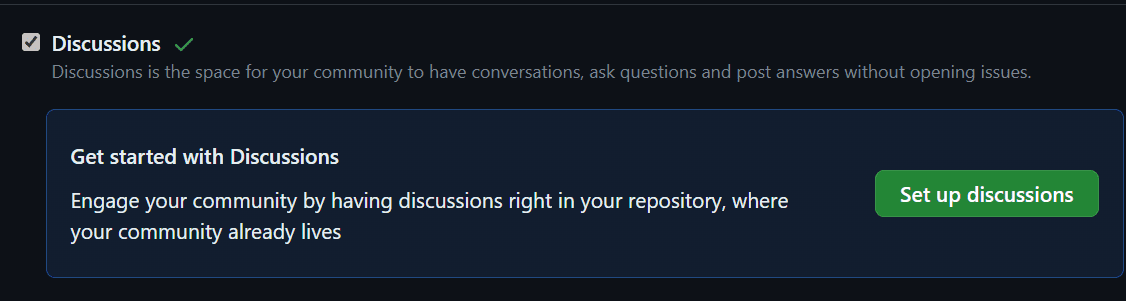 Discussions
Discussions is the space for your community to have conversations, ask questions and post answers without opening issues.
Get started with Discussions
Engage your community by having discussions right in your repository, where
your community already lives
Set up discussions